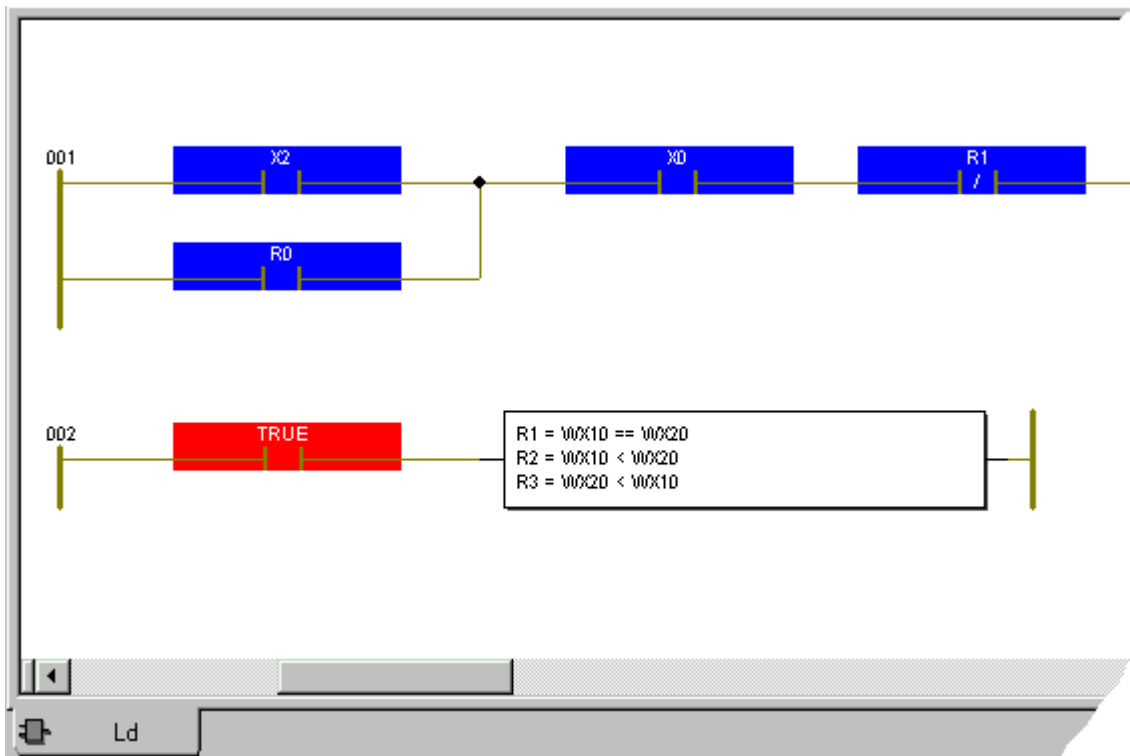 001
X2
X0
R1
/
R0
002
TRUE
R1 = WX10 == WX20
R2 = WX10 < WX20
R3 = WX20 < WX10
Ld